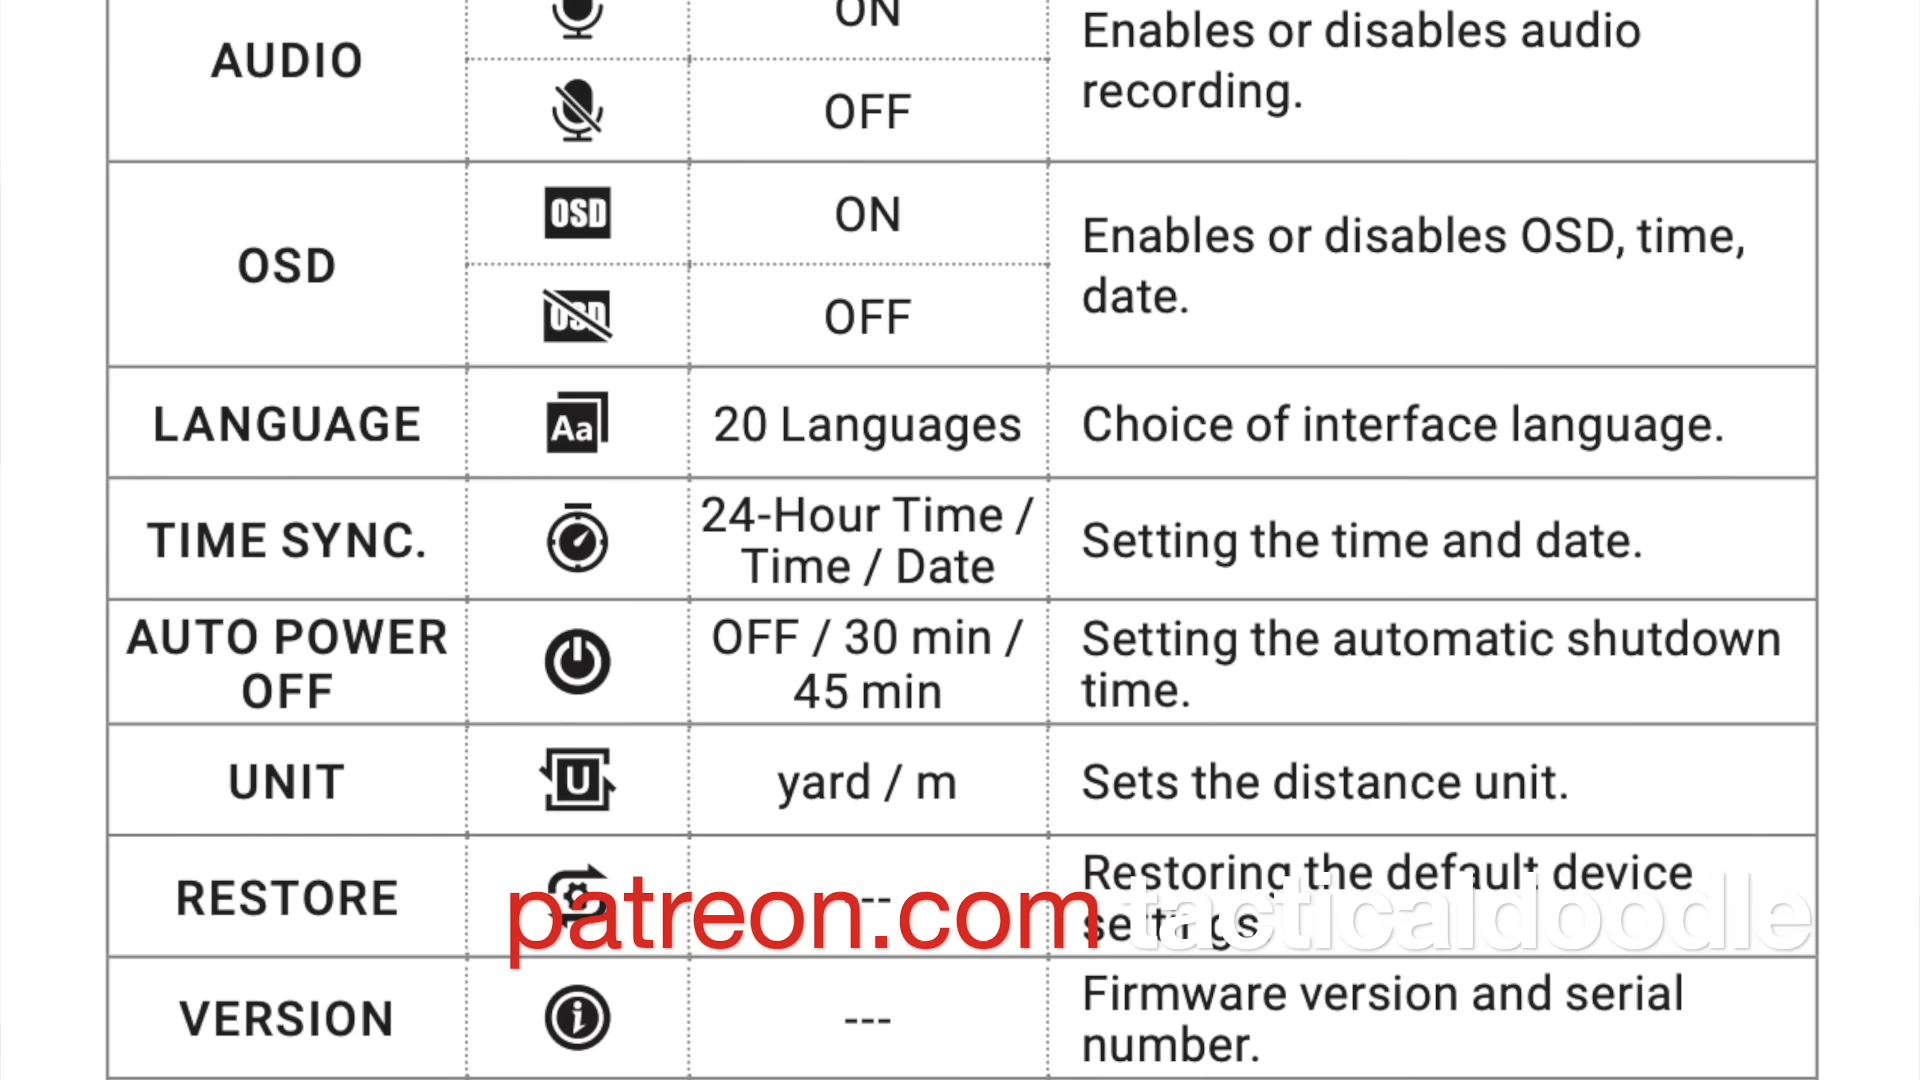 AUDIO
ON
OFF
Enables or disables audio
recording.
OSD
OSD
ON
OSD
OFF
Enables or disables OSD, time,
date.
LANGUAGE
Aa
20 Languages
Choice of interface language.
TIME SYNC.
24-Hour Time /
Time / Date
Setting the time and date.
AUTO POWER
OFF
OFF / 30 min /
45 min
Setting the automatic shutdown
time.
UNIT
U
yard / m
Sets the distance unit.
RESTORE
---
Restoring the default device
settings.
patreon.com/tacticaldoodle
VERSION
i
---
Firmware version and serial
number.